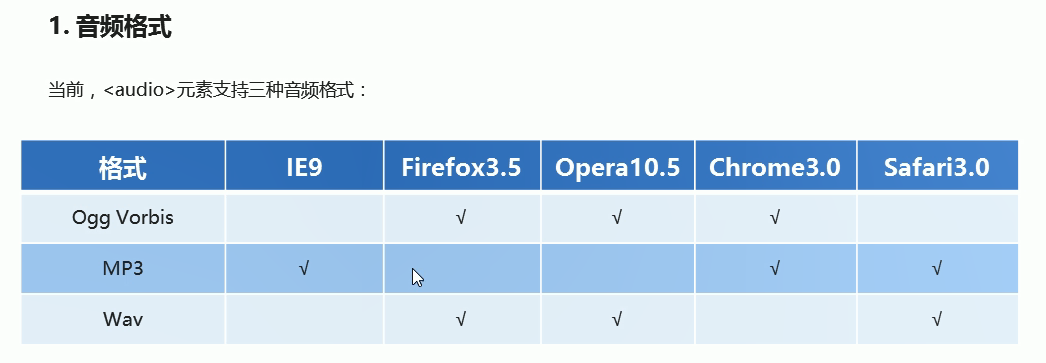 1. 音频格式
当前，<audio>元素支持三种音频格式：
格式 IE9 Firefox3.5 Opera10.5 Chrome3.0 Safari3.0
Ogg Vorbis √ √ √
MP3 √ √ √
Wav √ √ √